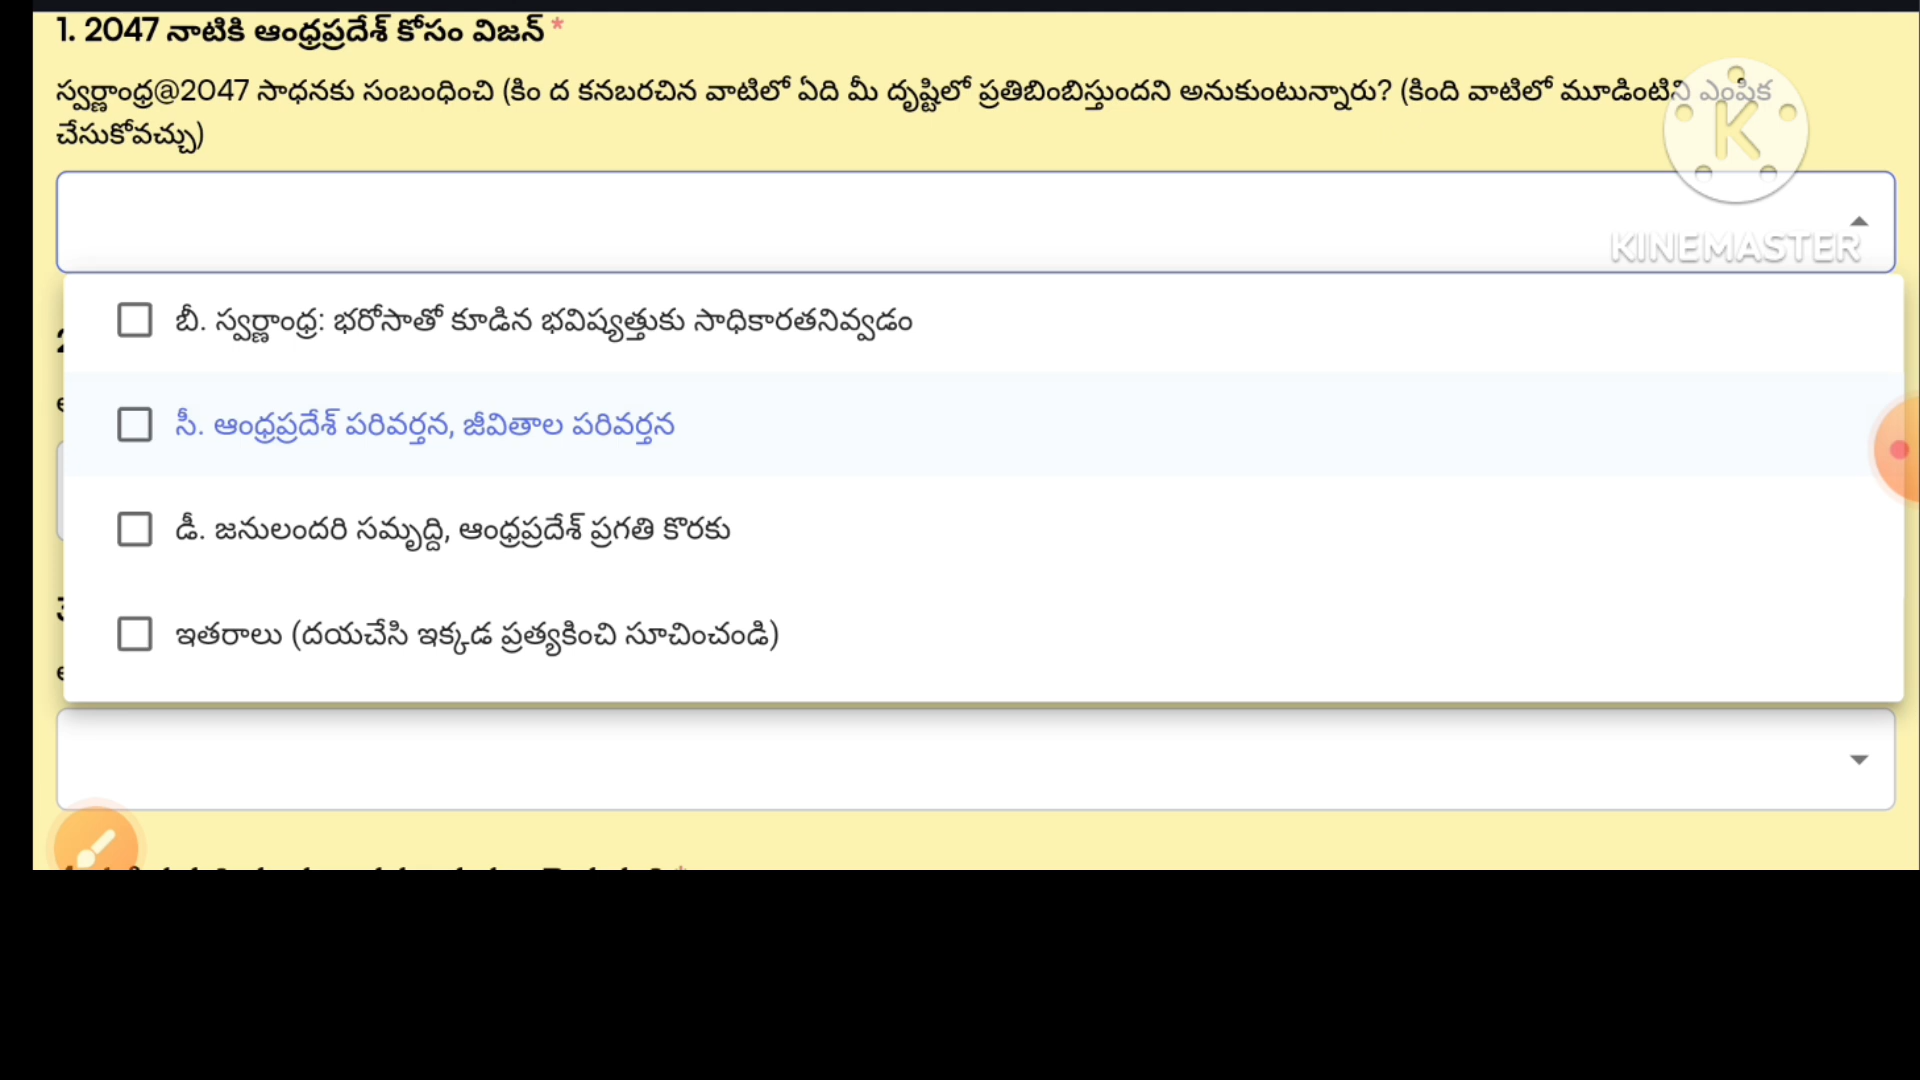 1. 2047 నాటికి ఆంధ్రప్రదేశ్ కోసం విజన్ *
స్వర్ణాంధ్ర@2047 సాధనకు సంబంధించి (కిం ద కనబరచిన వాటిలో ఏది మీ దృష్టిలో ప్రతిబింబిస్తుందని అనుకుంటున్నారు? (కింది వాటిలో మూడింటిని ఎంపిక
చేసుకోవచ్చు)
KINEMASTER
బీ. స్వర్ణాంధ్ర: భరోసాతో కూడిన భవిష్యత్తుకు సాధికారతనివ్వడం
సీ. ఆంధ్రప్రదేశ్ పరివర్తన, జీవితాల పరివర్తన
డీ. జనులందరి సమృద్ది, ఆంధ్రప్రదేశ్ ప్రగతి కొరకు
ఇతరాలు (దయచేసి ఇక్కడ ప్రత్యకించి సూచించండి)